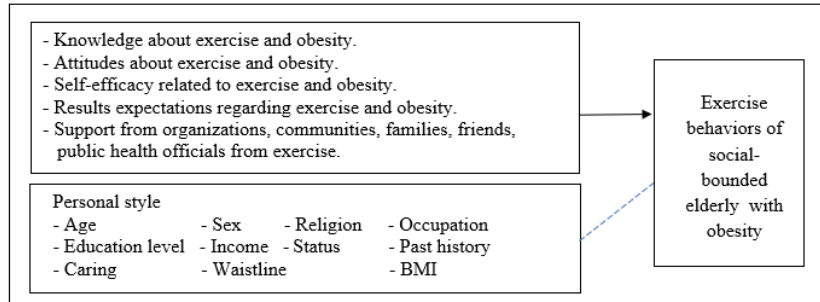 - Knowledge about exercise and obesity.
- Attitudes about exercise and obesity.
- Self-efficacy related to exercise and obesity.
- Results expectations regarding exercise and obesity.
- Support from organizations, communities, families, friends,
public health officials from exercise.
Personal style
- Age - Sex - Religion - Occupation
- Education level - Income - Status - Past history
- Caring - Waistline - BMI
Exercise
behaviors of
social-
bounded
elderly with
obesity